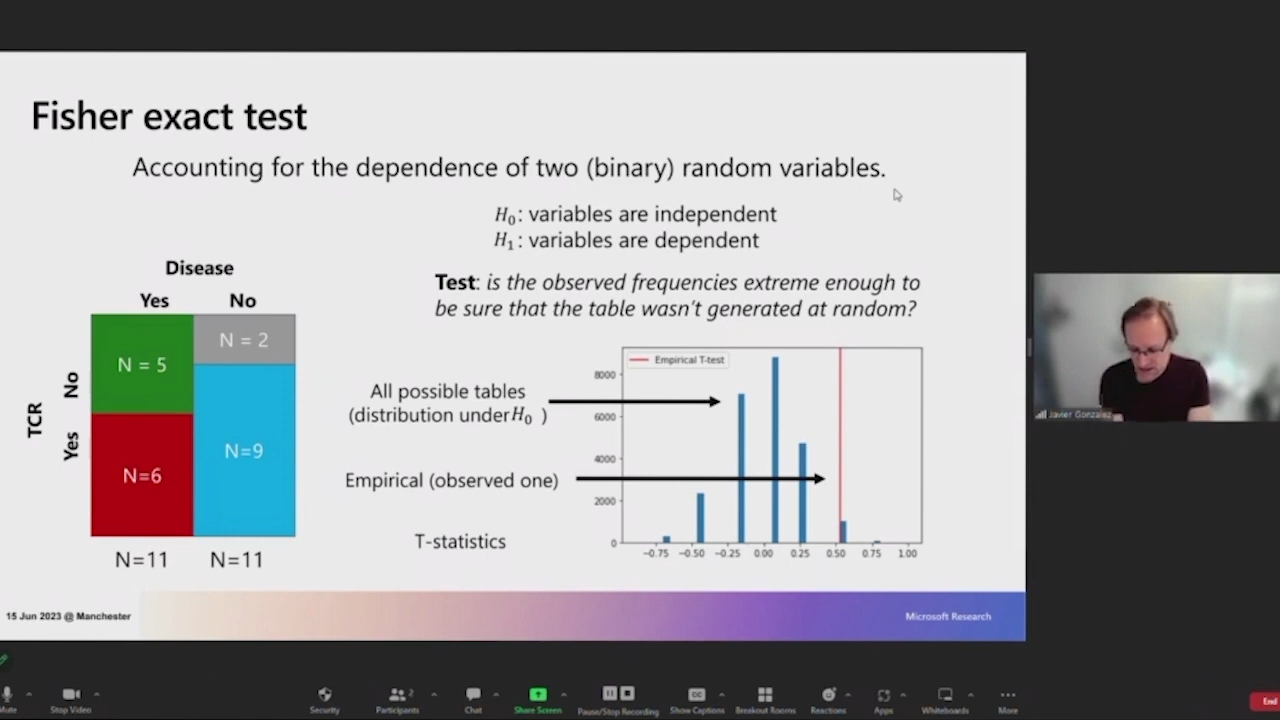 Fisher exact test
Accounting for the dependence of two (binary) random variables.
H₀: variables are independent
H₁: variables are dependent
Test: is the observed frequencies extreme enough to
be sure that the table wasn't generated at random?
Disease
Yes No
TCR
No
Yes
N = 5
N = 2
N=6
N=9
N=11 N=11
All possible tables
(distribution under H₀ )
Empirical (observed one)
T-statistics
Empirical T-test
8000
6000
4000
2000
0
−0.75 −0.50 −0.25 0.00 0.25 0.50 0.75 1.00
15 Jun 2023 @ Manchester
Microsoft Research
Javier Gonzalez
Mute
Stop Video
Security
Participants
2
Chat
Share Screen
Pause/Stop Recording
CC
Show Captions
Breakout Rooms
Reactions
Apps
Whiteboards
More
End